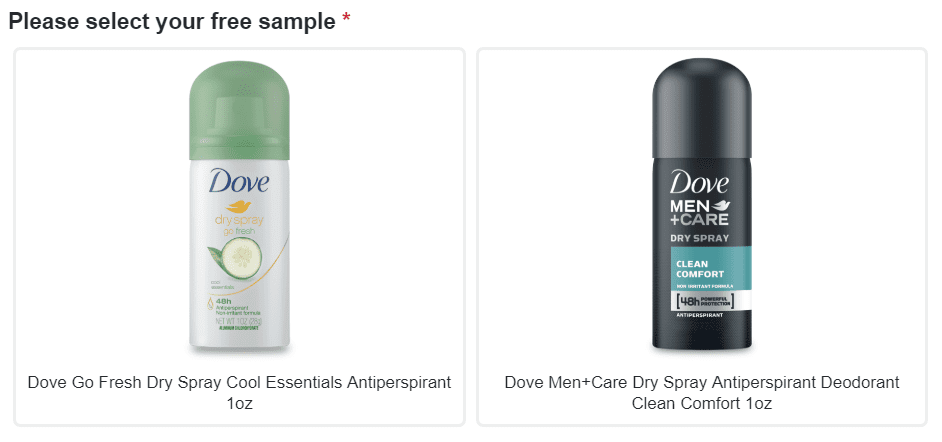 Please select your free sample *
Dove
dry spray
go fresh
cool
essentials
48h
Antiperspirant
Non-irritant formula
NET WT 1OZ (28g)
Dove Go Fresh Dry Spray Cool Essentials Antiperspirant
1oz
Dove
MEN
+CARE
DRY SPRAY
CLEAN
COMFORT
NON IRRITANT FORMULA
48h POWERFUL
PROTECTION
ANTIPERSPIRANT
Dove Men+Care Dry Spray Antiperspirant Deodorant
Clean Comfort 1oz